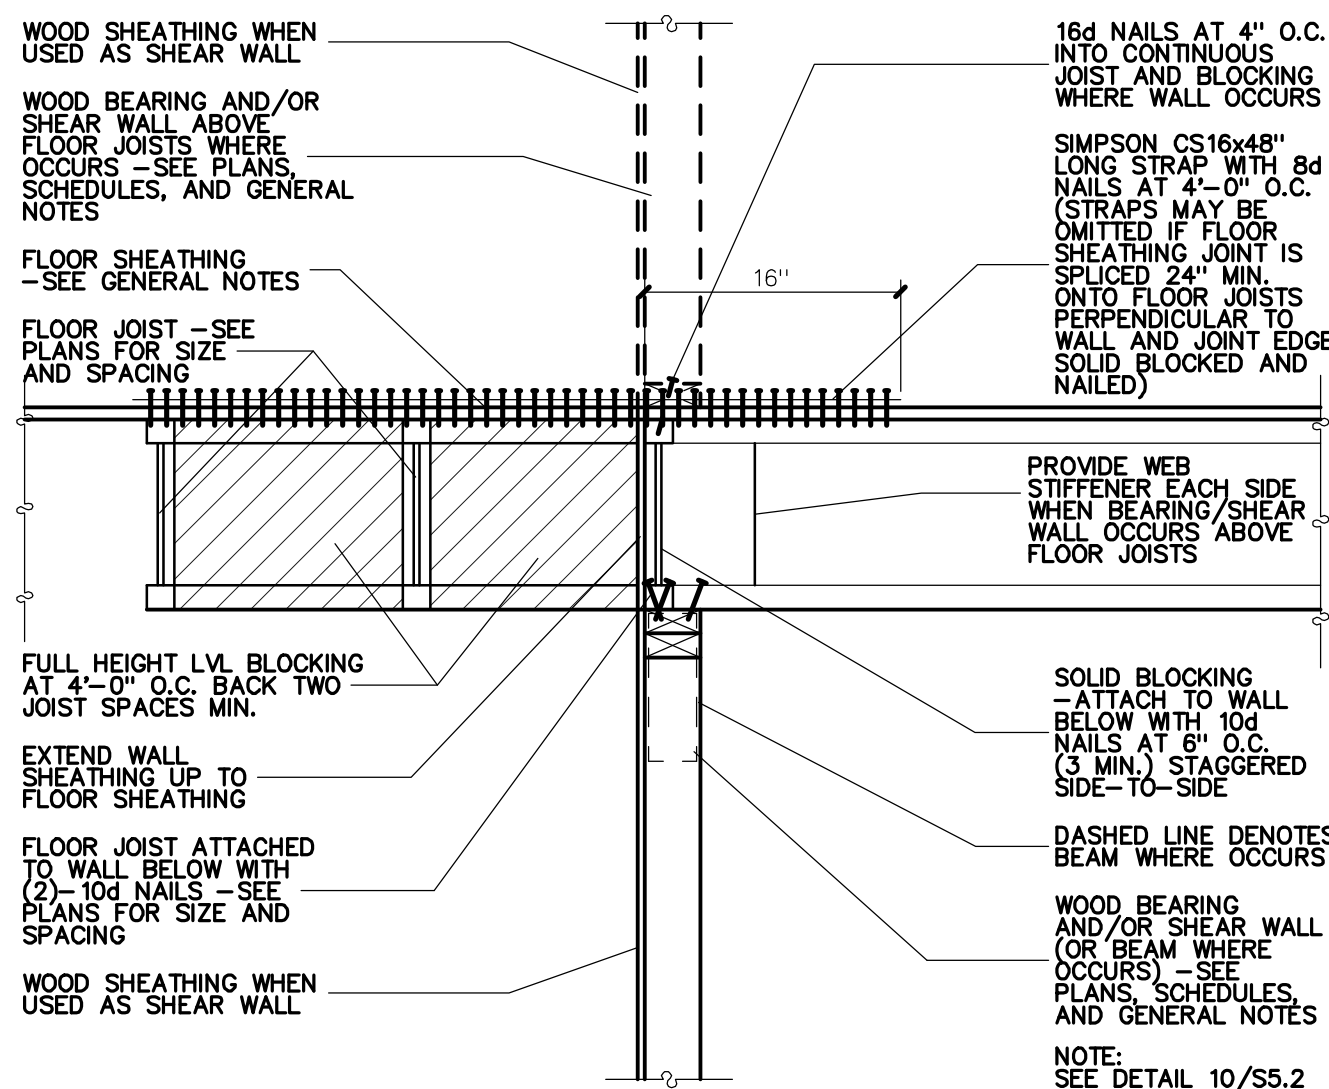 WOOD SHEATHING WHEN
USED AS SHEAR WALL
WOOD BEARING AND/OR
SHEAR WALL ABOVE
FLOOR JOISTS WHERE
OCCURS -SEE PLANS,
SCHEDULES, AND GENERAL
NOTES
FLOOR SHEATHING
-SEE GENERAL NOTES
FLOOR JOIST -SEE
PLANS FOR SIZE
AND SPACING
FULL HEIGHT LVL BLOCKING
AT 4'-0" O.C. BACK TWO
JOIST SPACES MIN.
EXTEND WALL
SHEATHING UP TO
FLOOR SHEATHING
FLOOR JOIST ATTACHED
TO WALL BELOW WITH
(2)-10d NAILS -SEE
PLANS FOR SIZE AND
SPACING
WOOD SHEATHING WHEN
USED AS SHEAR WALL
16"
16d NAILS AT 4" O.C.
INTO CONTINUOUS
JOIST AND BLOCKING
WHERE WALL OCCURS
SIMPSON CS16x48"
LONG STRAP WITH 8d
NAILS AT 4'-0" O.C.
(STRAPS MAY BE
OMITTED IF FLOOR
SHEATHING JOINT IS
SPLICED 24" MIN.
ONTO FLOOR JOISTS
PERPENDICULAR TO
WALL AND JOINT EDGE
SOLID BLOCKED AND
NAILED)
PROVIDE WEB
STIFFENER EACH SIDE
WHEN BEARING/SHEAR
WALL OCCURS ABOVE
FLOOR JOISTS
SOLID BLOCKING
-ATTACH TO WALL
BELOW WITH 10d
NAILS AT 6" O.C.
(3 MIN.) STAGGERED
SIDE-TO-SIDE
DASHED LINE DENOTES
BEAM WHERE OCCURS
WOOD BEARING
AND/OR SHEAR WALL
(OR BEAM WHERE
OCCURS) -SEE
PLANS, SCHEDULES,
AND GENERAL NOTES
NOTE:
SEE DETAIL 10/S5.2